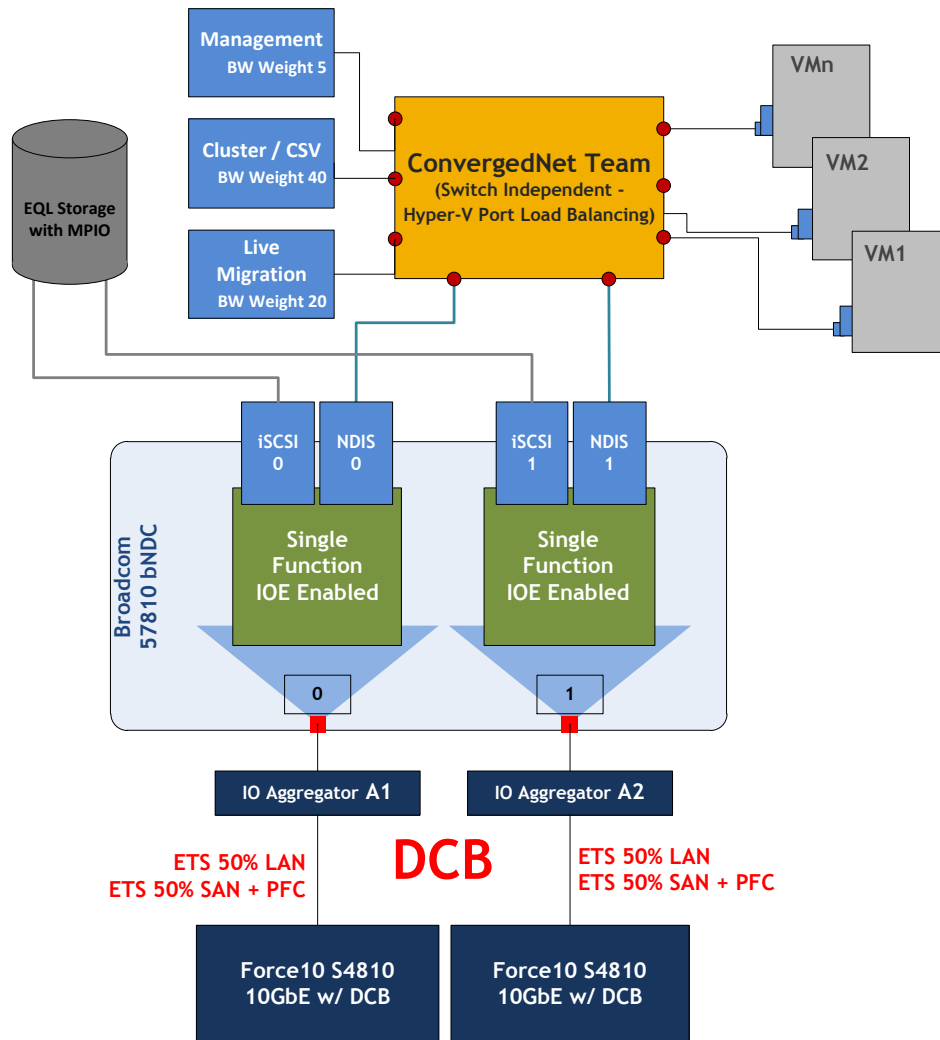 Management
BW Weight 5
Cluster / CSV
BW Weight 40
Live
Migration
BW Weight 20
EQL Storage
with MPIO
ConvergedNet Team
(Switch Independent -
Hyper-V Port Load Balancing)
VMn
VM2
VM1
iSCSI
0
NDIS
0
iSCSI
1
NDIS
1
Single
Function
IOE Enabled
Single
Function
IOE Enabled
Broadcom
57810 bNDC
0
1
IO Aggregator A1
IO Aggregator A2
DCB
ETS 50% LAN
ETS 50% SAN + PFC
ETS 50% LAN
ETS 50% SAN + PFC
Force10 S4810
10GbE w/ DCB
Force10 S4810
10GbE w/ DCB